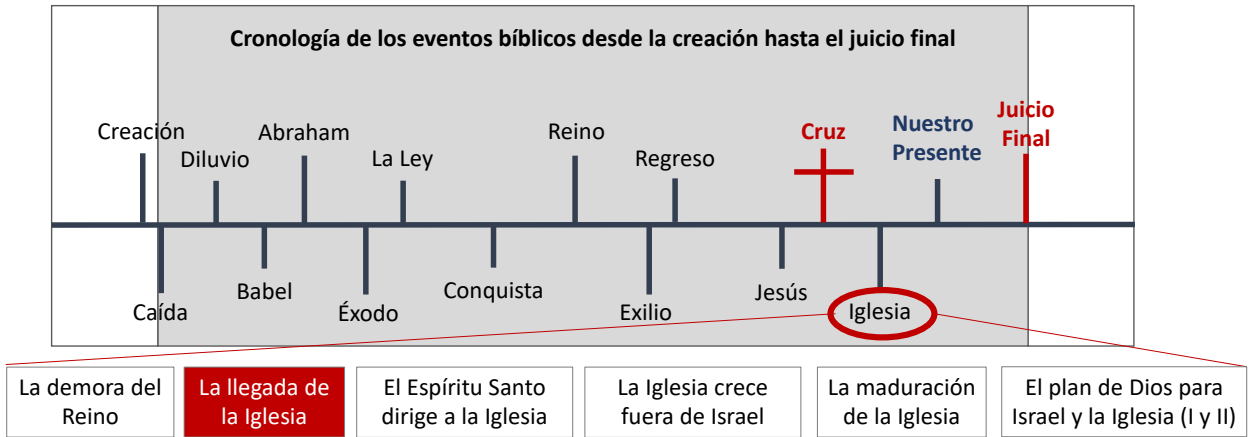 Cronología de los eventos bíblicos desde la creación hasta el juicio final
Creación
Diluvio
Abraham
La Ley
Reino
Regreso
Cruz
Nuestro
Presente
Juicio
Final
Caída
Babel
Éxodo
Conquista
Exilio
Jesús
Iglesia
La demora del
Reino
La llegada de
la Iglesia
El Espíritu Santo
dirige a la Iglesia
La Iglesia crece
fuera de Israel
La maduración
de la Iglesia
El plan de Dios para
Israel y la Iglesia (I y II)